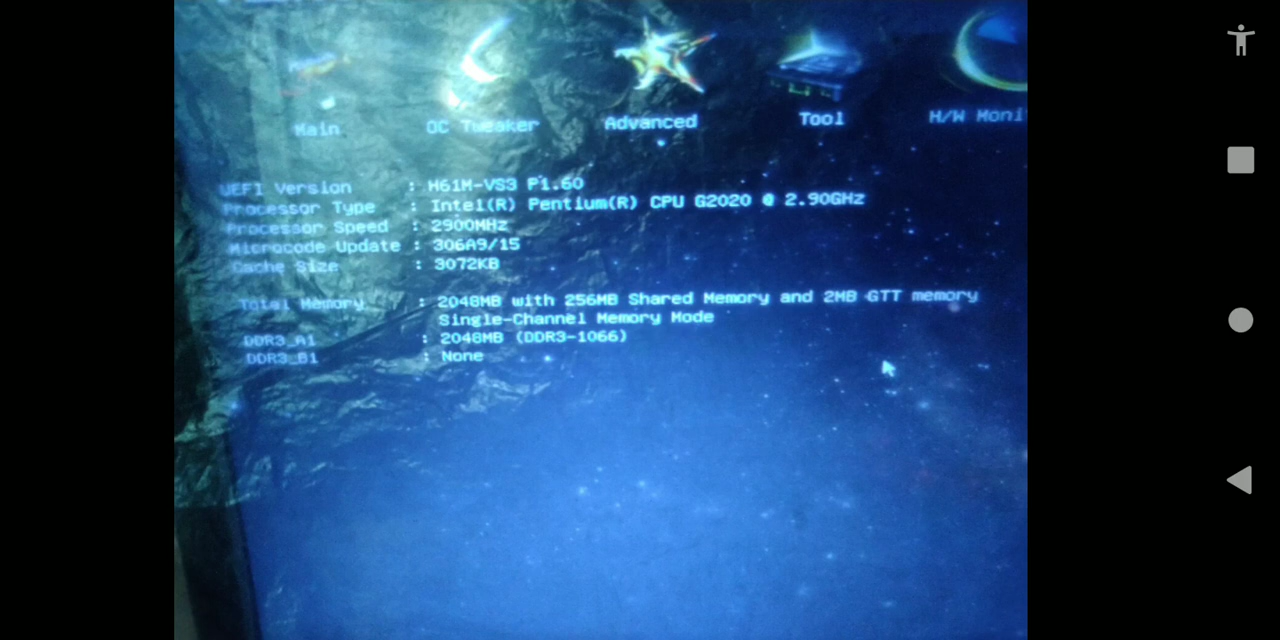 Main OC Tweaker Advanced Tool H/W Moni
UEFI Version : H61M-VS3 P1.60
Processor Type : Intel(R) Pentium(R) CPU G2020 @ 2.90GHz
Processor Speed : 2900MHz
Microcode Update : 306A9/15
Cache Size : 3072KB
Total Memory : 2048MB with 256MB Shared Memory and 2MB GTT memory
Single-Channel Memory Mode
DDR3_A1 : 2048MB (DDR3-1066)
DDR3_B1 : None